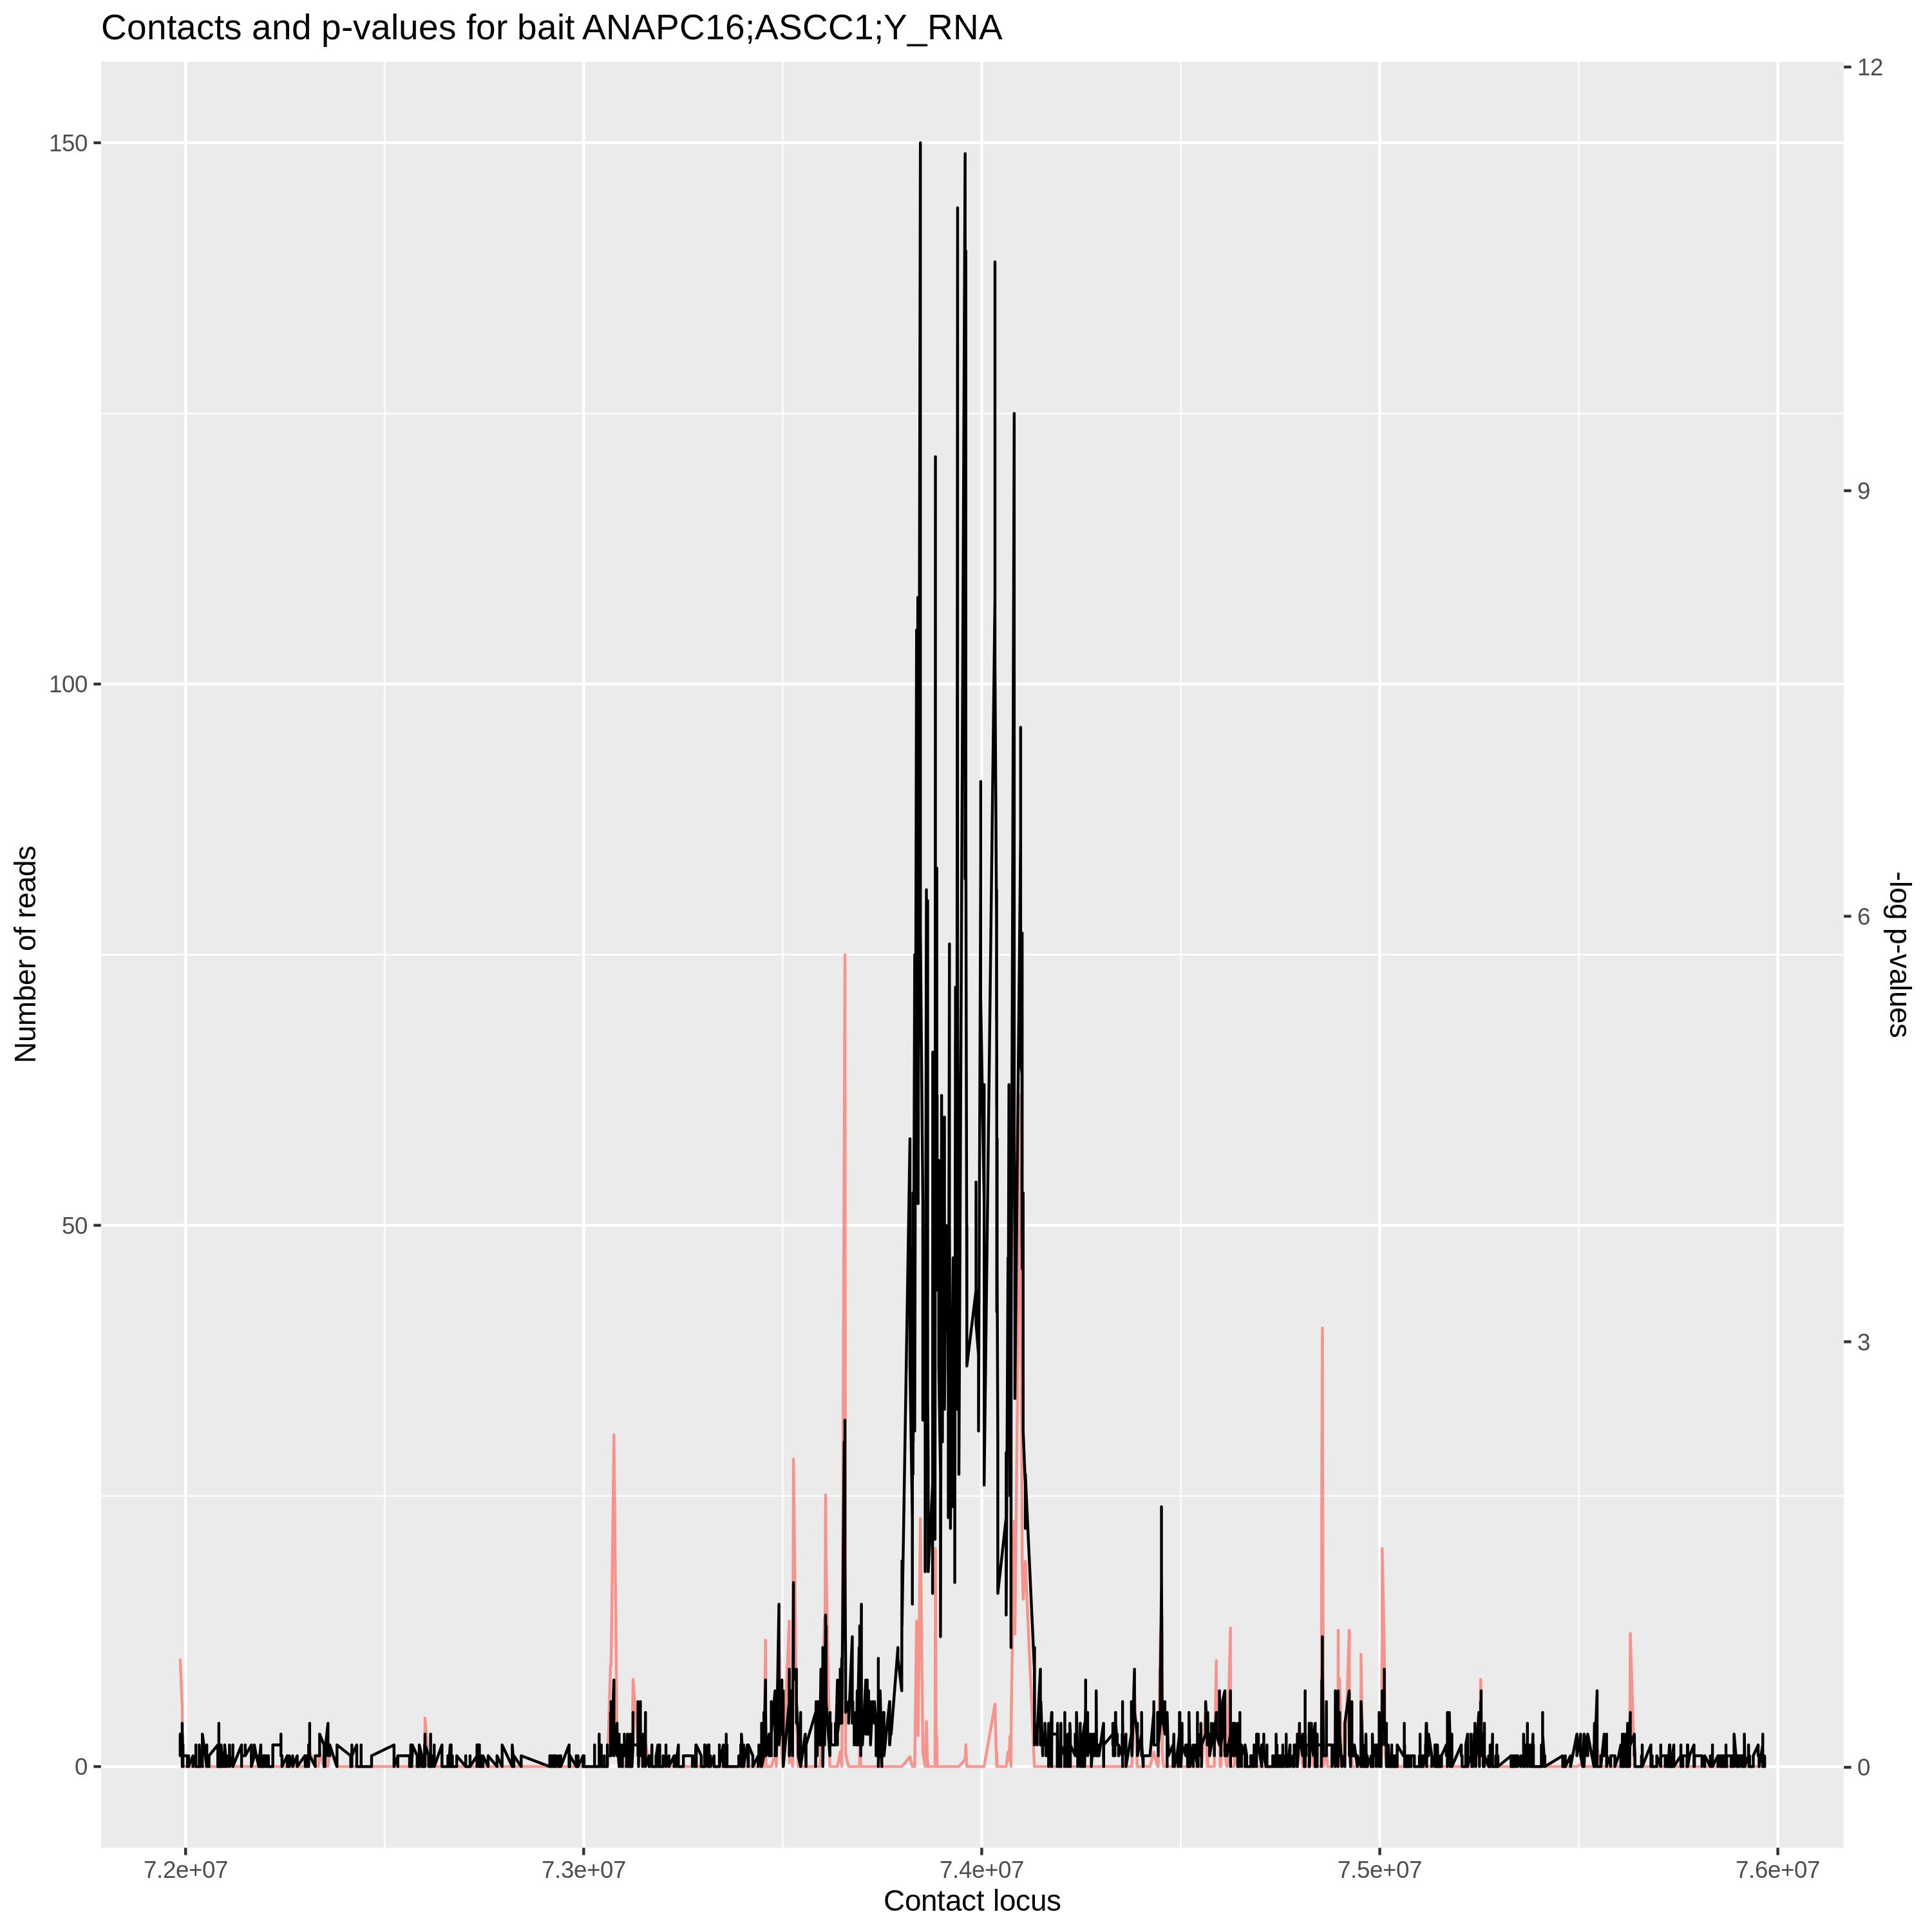 Contacts and p-values for bait ANAPC16;ASCC1;Y_RNA
12
150
9
100
Number of reads
6
-log p-values
50
3
0
0
7.2e+07
7.3e+07
7.4e+07
7.5e+07
7.6e+07
Contact locus